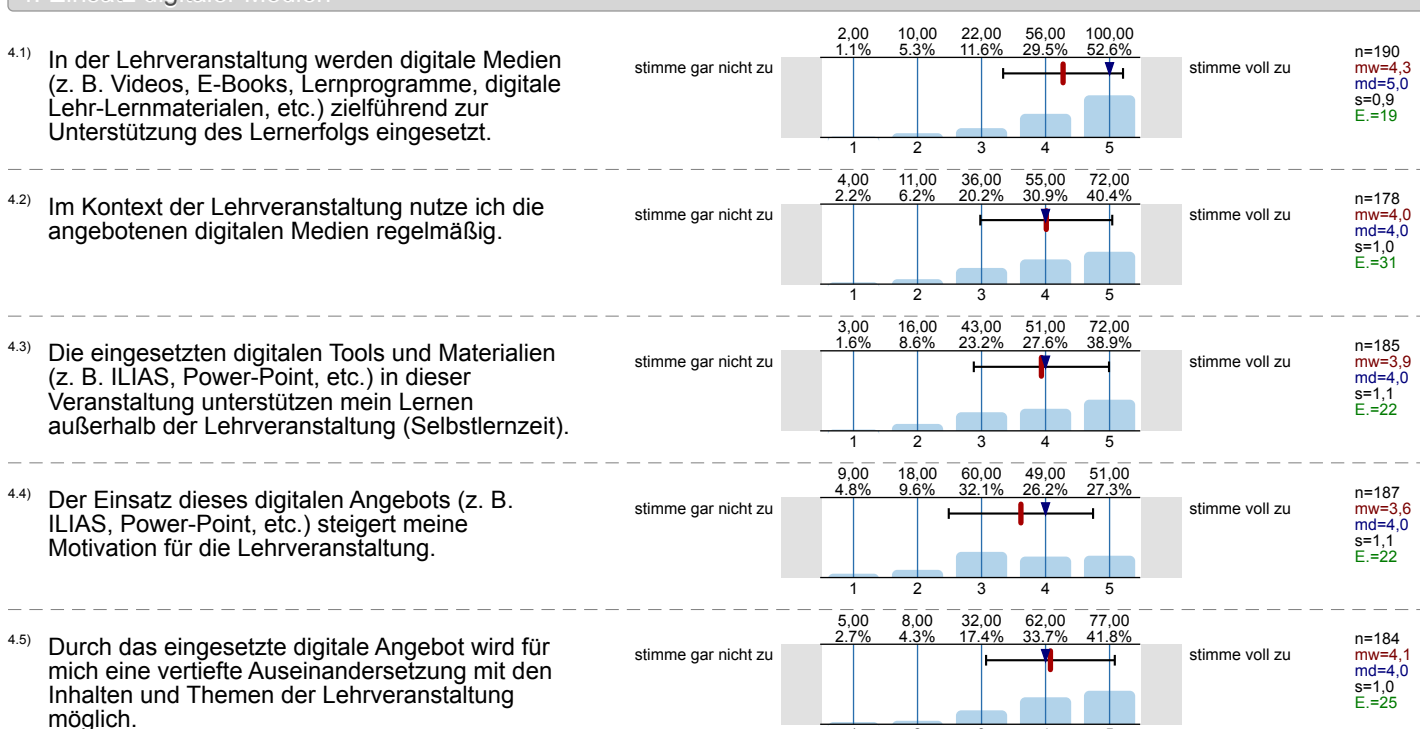 4. Einsatz digitaler Medien
4.1) In der Lehrveranstaltung werden digitale Medien
(z. B. Videos, E-Books, Lernprogramme, digitale
Lehr-Lernmaterialen, etc.) zielführend zur
Unterstützung des Lernerfolgs eingesetzt.
stimme gar nicht zu
2,00 10,00 22,00 56,00 100,00
1.1% 5.3% 11.6% 29.5% 52.6%
1 2 3 4 5
stimme voll zu
n=190
mw=4,3
md=5,0
s=0,9
E.=19
4.2) Im Kontext der Lehrveranstaltung nutze ich die
angebotenen digitalen Medien regelmäßig.
stimme gar nicht zu
4,00 11,00 36,00 55,00 72,00
2.2% 6.2% 20.2% 30.9% 40.4%
1 2 3 4 5
stimme voll zu
n=178
mw=4,0
md=4,0
s=1,0
E.=31
4.3) Die eingesetzten digitalen Tools und Materialien
(z. B. ILIAS, Power-Point, etc.) in dieser
Veranstaltung unterstützen mein Lernen
außerhalb der Lehrveranstaltung (Selbstlernzeit).
stimme gar nicht zu
3,00 16,00 43,00 51,00 72,00
1.6% 8.6% 23.2% 27.6% 38.9%
1 2 3 4 5
stimme voll zu
n=185
mw=3,9
md=4,0
s=1,1
E.=22
4.4) Der Einsatz dieses digitalen Angebots (z. B.
ILIAS, Power-Point, etc.) steigert meine
Motivation für die Lehrveranstaltung.
stimme gar nicht zu
9,00 18,00 60,00 49,00 51,00
4.8% 9.6% 32.1% 26.2% 27.3%
1 2 3 4 5
stimme voll zu
n=187
mw=3,6
md=4,0
s=1,1
E.=22
4.5) Durch das eingesetzte digitale Angebot wird für
mich eine vertiefte Auseinandersetzung mit den
Inhalten und Themen der Lehrveranstaltung
möglich.
stimme gar nicht zu
5,00 8,00 32,00 62,00 77,00
2.7% 4.3% 17.4% 33.7% 41.8%
stimme voll zu
n=184
mw=4,1
md=4,0
s=1,0
E.=25